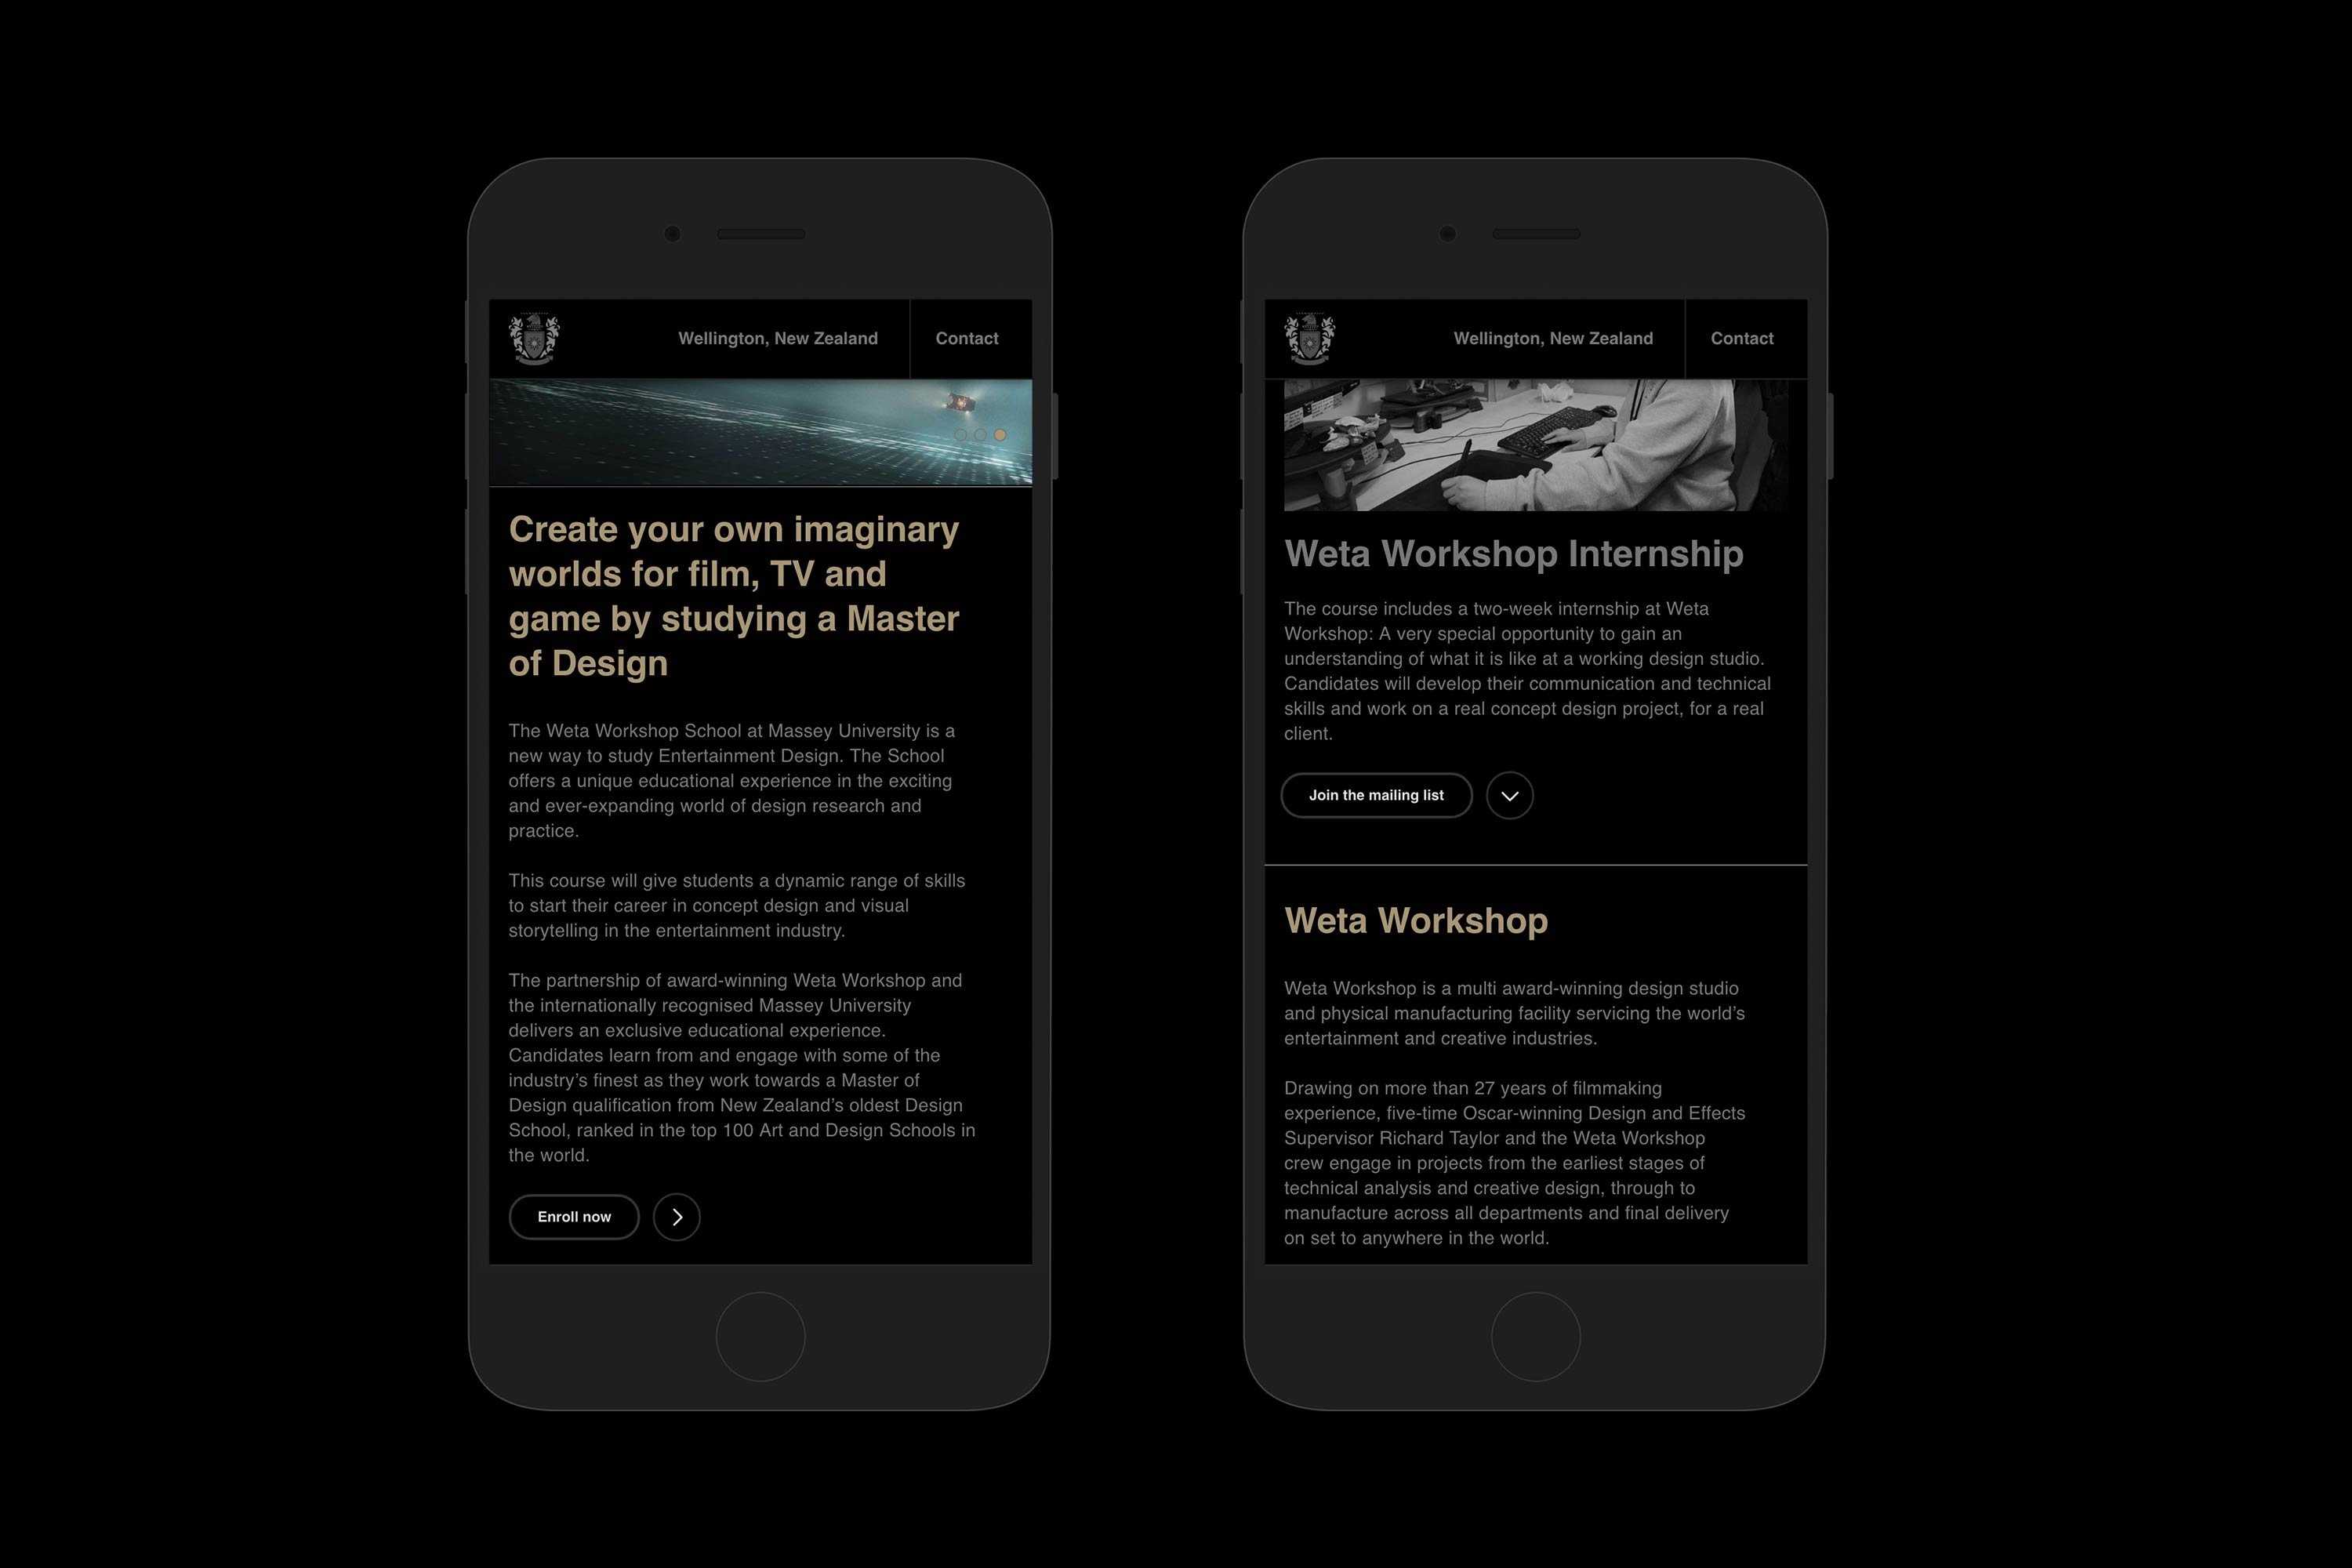 Wellington, New Zealand
Contact
Create your own imaginary
worlds for film, TV and
game by studying a Master
of Design
The Weta Workshop School at Massey University is a
new way to study Entertainment Design. The School
offers a unique educational experience in the exciting
and ever-expanding world of design research and
practice.
This course will give students a dynamic range of skills
to start their career in concept design and visual
storytelling in the entertainment industry.
The partnership of award-winning Weta Workshop and
the internationally recognised Massey University
delivers an exclusive educational experience.
Candidates learn from and engage with some of the
industry’s finest as they work towards a Master of
Design qualification from New Zealand’s oldest Design
School, ranked in the top 100 Art and Design Schools in
the world.
Enroll now
Wellington, New Zealand
Contact
Weta Workshop Internship
The course includes a two-week internship at Weta
Workshop: A very special opportunity to gain an
understanding of what it is like at a working design studio.
Candidates will develop their communication and technical
skills and work on a real concept design project, for a real
client.
Join the mailing list
Weta Workshop
Weta Workshop is a multi award-winning design studio
and physical manufacturing facility servicing the world’s
entertainment and creative industries.
Drawing on more than 27 years of filmmaking
experience, five-time Oscar-winning Design and Effects
Supervisor Richard Taylor and the Weta Workshop
crew engage in projects from the earliest stages of
technical analysis and creative design, through to
manufacture across all departments and final delivery
on set to anywhere in the world.